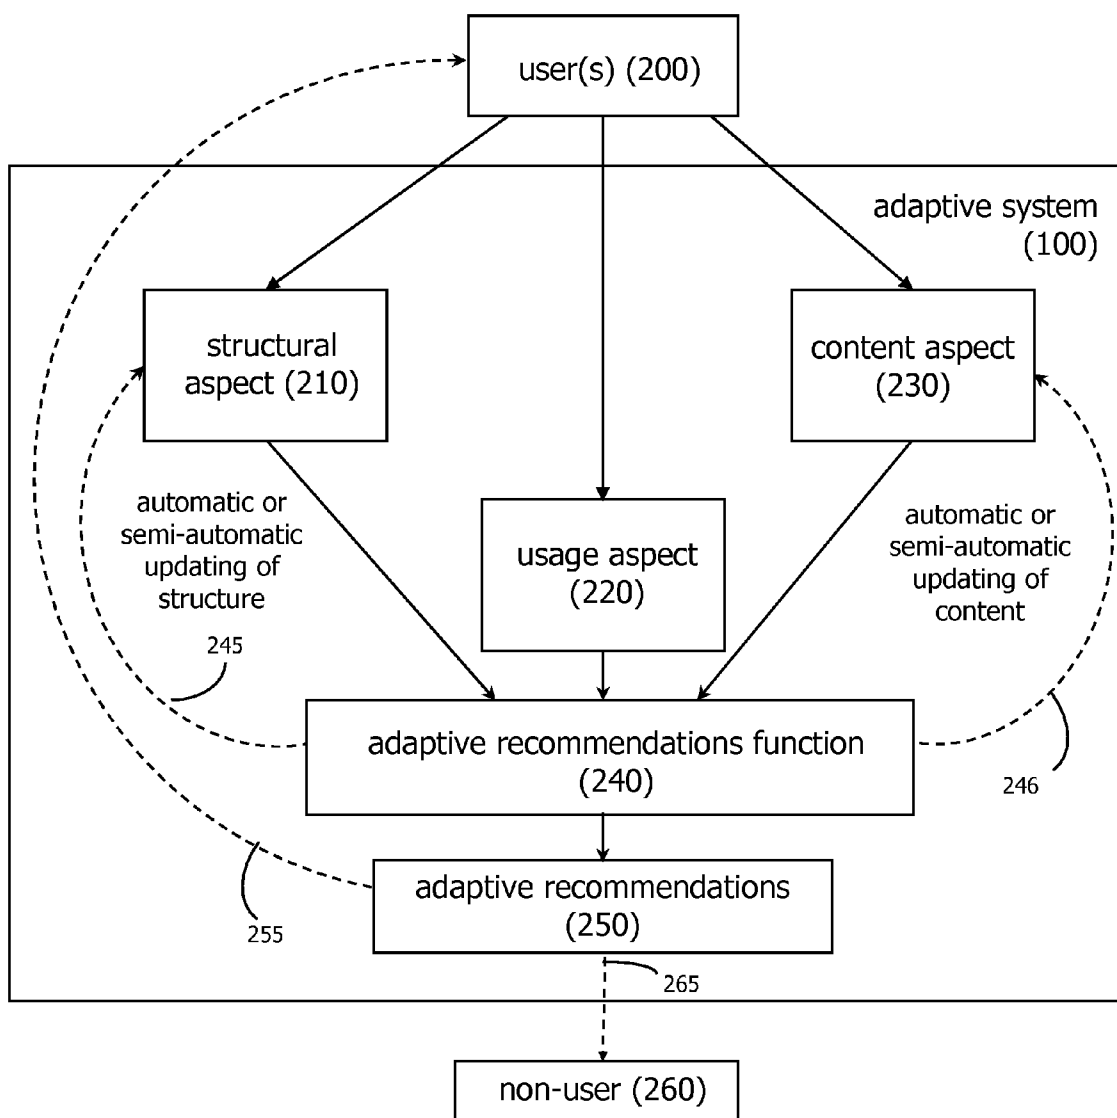 user(s) (200)
adaptive system
(100)
structural
aspect (210)
content aspect
(230)
automatic or
semi-automatic
updating of
structure
usage aspect
(220)
automatic or
semi-automatic
updating of
content
245
adaptive recommendations function
(240)
246
adaptive recommendations
(250)
255
265
non-user (260)